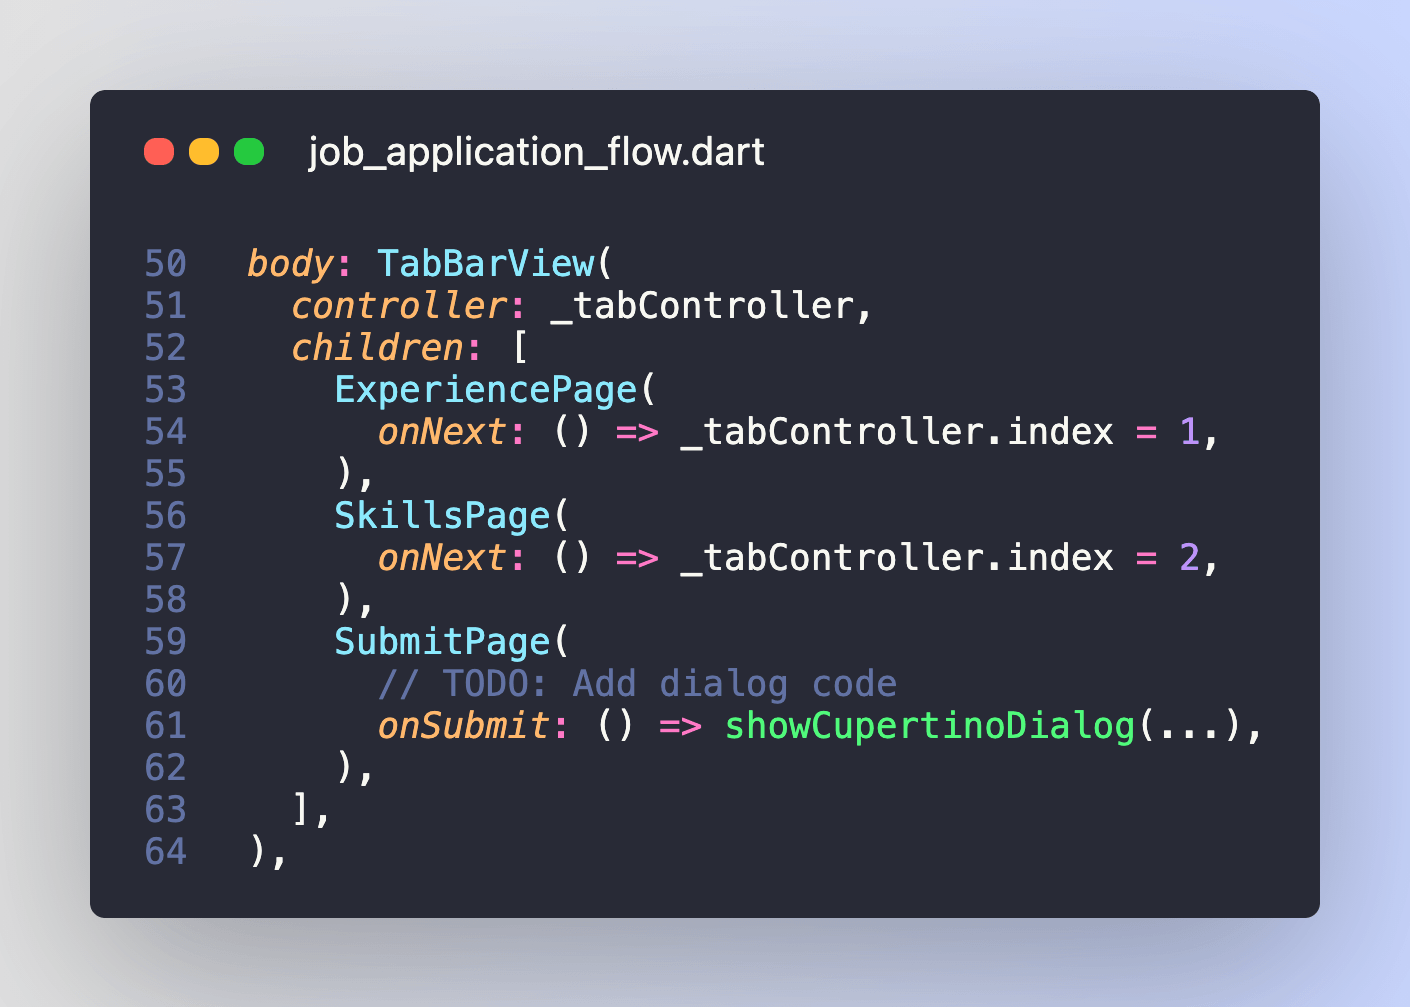 job_application_flow.dart
50 body: TabBarView(
51 controller: _tabController,
52 children: [
53 ExperiencePage(
54 onNext: () => _tabController.index = 1,
55 ),
56 SkillsPage(
57 onNext: () => _tabController.index = 2,
58 ),
59 SubmitPage(
60 // TODO: Add dialog code
61 onSubmit: () => showCupertinoDialog(...),
62 ),
63 ],
64 ),